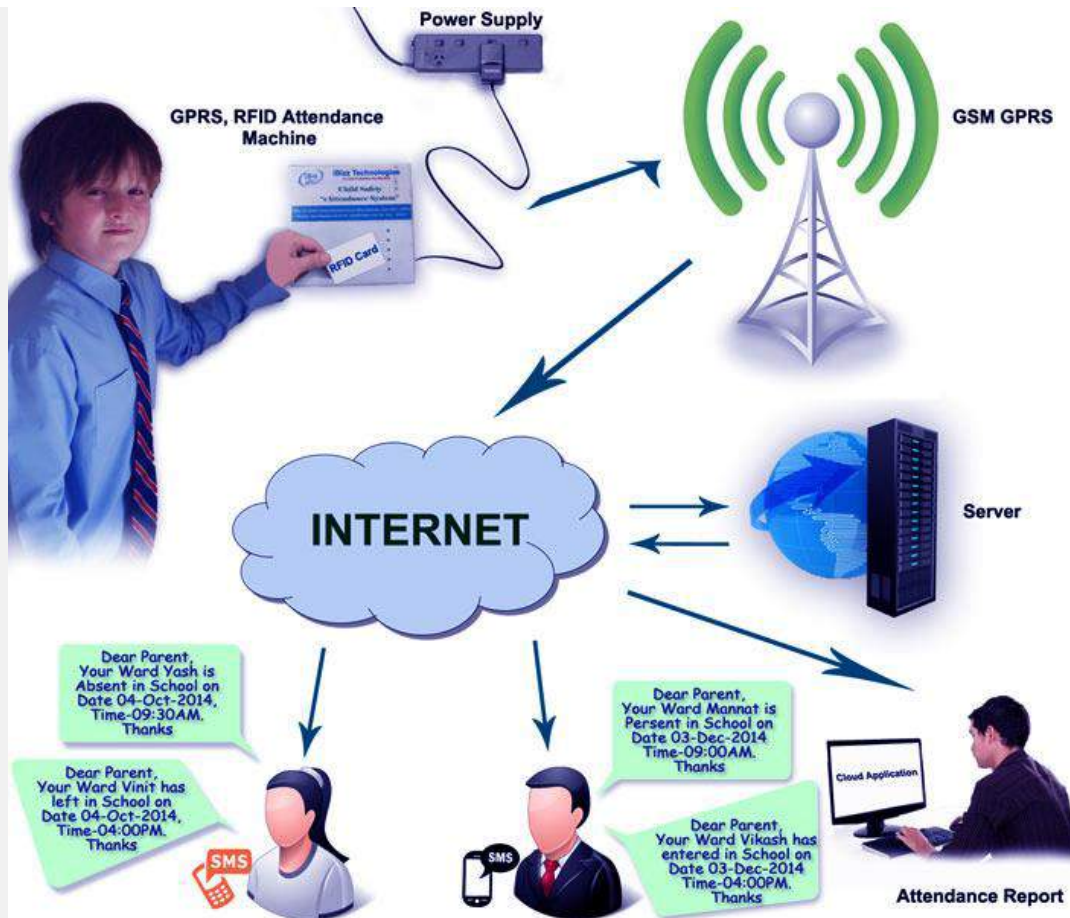 Power Supply
GPRS, RFID Attendance
Machine
GSM GPRS
iBizz Technologies
Child Safety
"eAttendance System"
RFID Card
INTERNET
Server
Dear Parent,
Your Ward Yash is
Absent in School on
Date 04-Oct-2014,
Time-09:30AM.
Thanks
Dear Parent,
Your Ward Vinit has
left in School on
Date 04-Oct-2014,
Time-04:00PM.
Thanks
SMS
Dear Parent,
Your Ward Mannat is
Persent in School on
Date 03-Dec-2014
Time-09:00AM.
Thanks
SMS
Dear Parent,
Your Ward Vikash has
entered in School on
Date 03-Dec-2014
Time-04:00PM.
Thanks
Cloud Application
Attendance Report